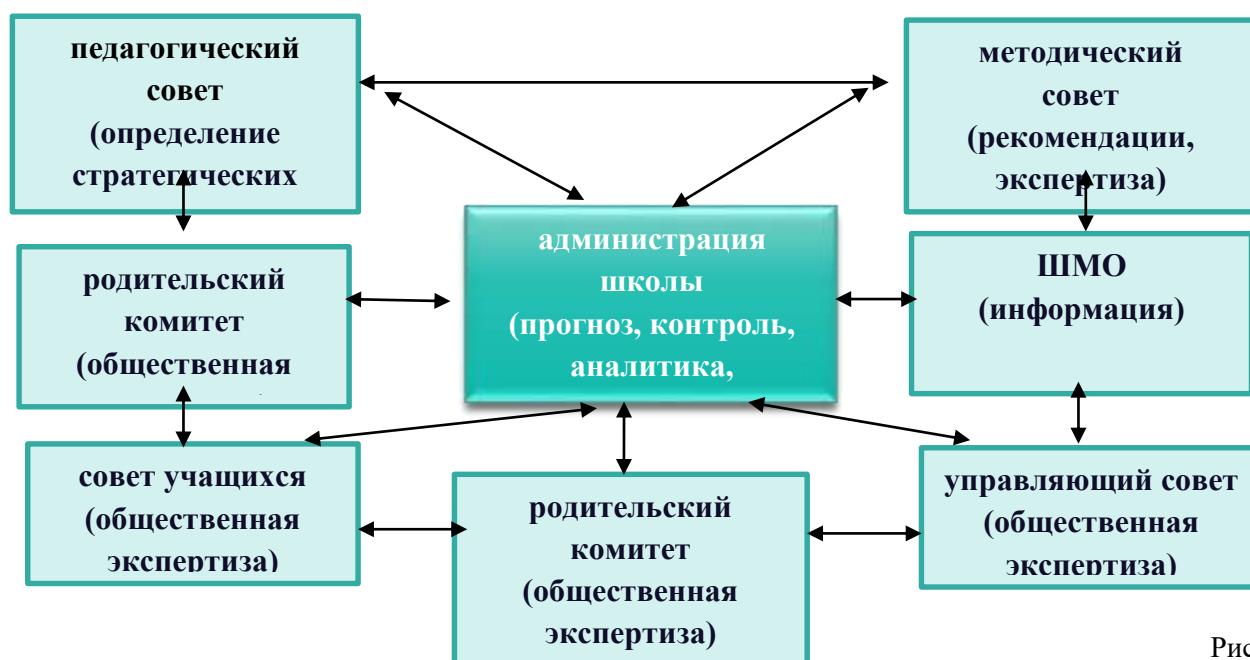 педагогический
совет
(определение
стратегических
методический
совет
(рекомендации,
экспертиза)
администрация
школы
(прогноз, контроль,
аналитика,
родительский
комитет
(общественная
ШМО
(информация)
совет учащихся
(общественная
экспертиза)
родительский
комитет
(общественная
экспертиза)
управляющий совет
(общественная
экспертиза)
Рис